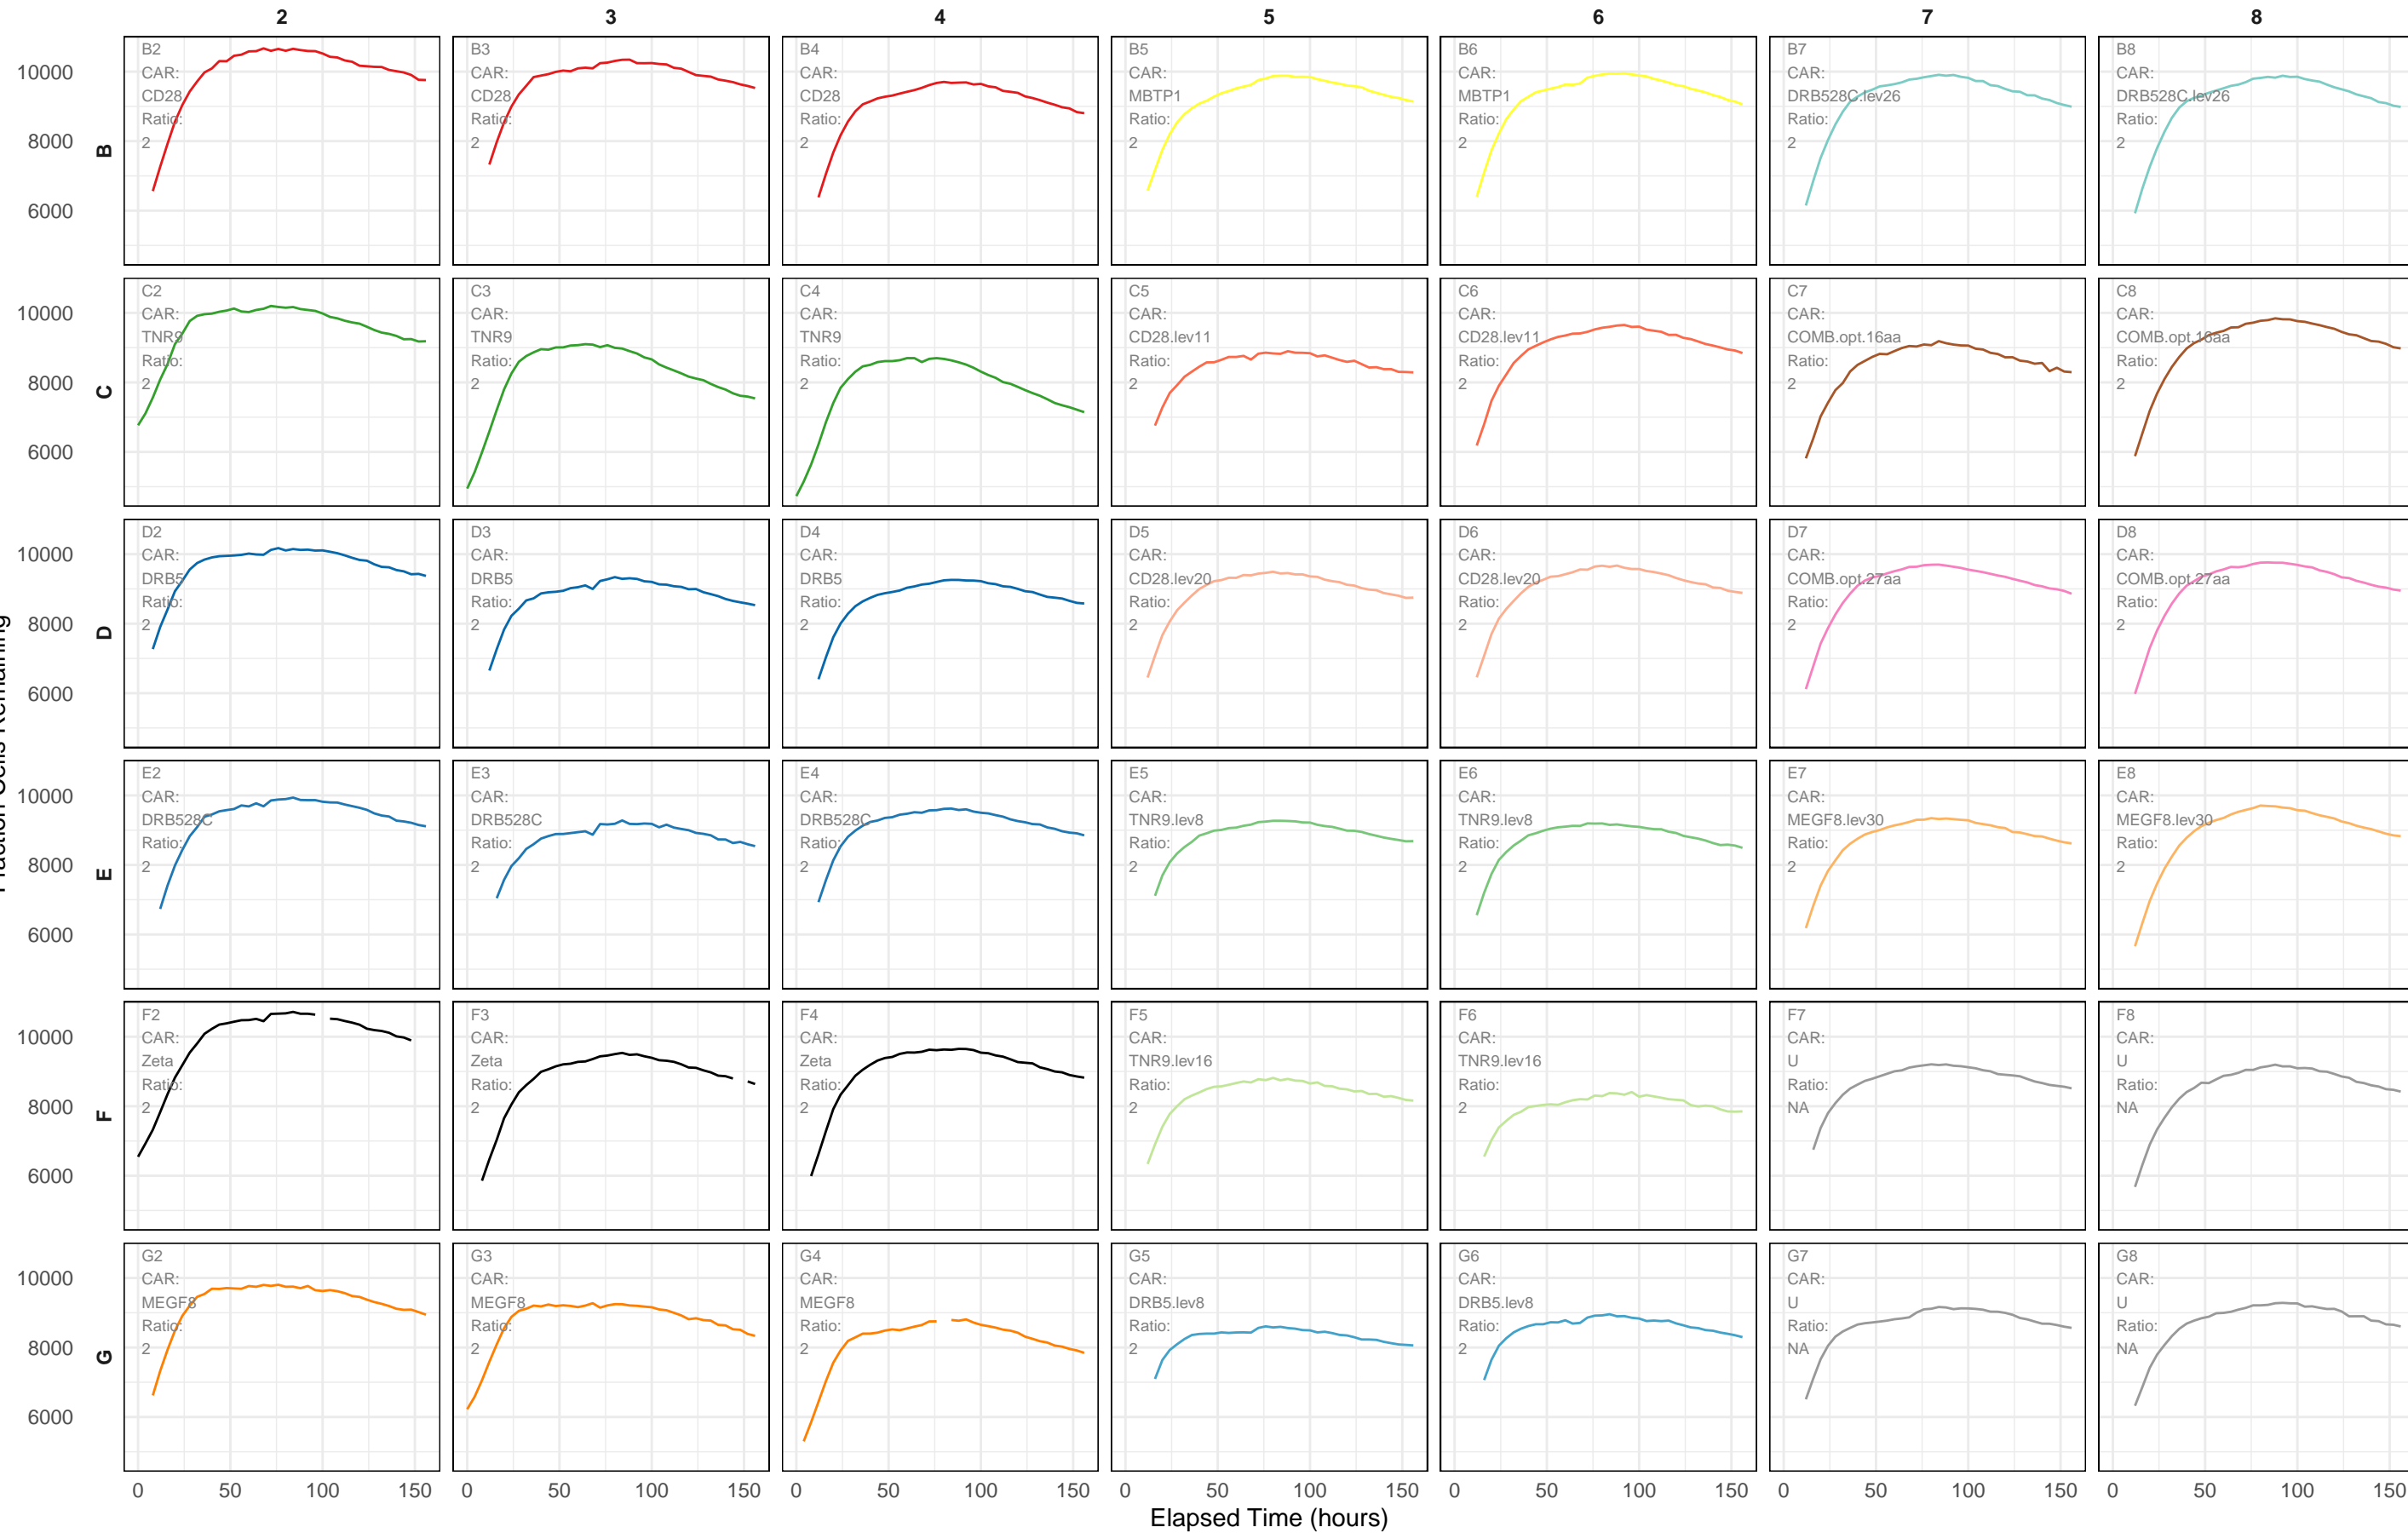 2 3 4 5 6 7 8
B
10000
8000
6000
B2
CAR:
CD28
Ratio:
2
B3
CAR:
CD28
Ratio:
2
B4
CAR:
CD28
Ratio:
2
B5
CAR:
MBTP1
Ratio:
2
B6
CAR:
MBTP1
Ratio:
2
B7
CAR:
DRB528C.lev26
Ratio:
2
B8
CAR:
DRB528C.lev26
Ratio:
2
C
10000
8000
6000
C2
CAR:
TNR9
Ratio:
2
C3
CAR:
TNR9
Ratio:
2
C4
CAR:
TNR9
Ratio:
2
C5
CAR:
CD28.lev11
Ratio:
2
C6
CAR:
CD28.lev11
Ratio:
2
C7
CAR:
COMB.opt.16aa
Ratio:
2
C8
CAR:
COMB.opt.16aa
Ratio:
2
D
10000
8000
6000
D2
CAR:
DRB5
Ratio:
2
D3
CAR:
DRB5
Ratio:
2
D4
CAR:
DRB5
Ratio:
2
D5
CAR:
CD28.lev20
Ratio:
2
D6
CAR:
CD28.lev20
Ratio:
2
D7
CAR:
COMB.opt.27aa
Ratio:
2
D8
CAR:
COMB.opt.27aa
Ratio:
2
E
10000
8000
6000
E2
CAR:
DRB528C
Ratio:
2
E3
CAR:
DRB528C
Ratio:
2
E4
CAR:
DRB528C
Ratio:
2
E5
CAR:
TNR9.lev8
Ratio:
2
E6
CAR:
TNR9.lev8
Ratio:
2
E7
CAR:
MEGF8.lev30
Ratio:
2
E8
CAR:
MEGF8.lev30
Ratio:
2
F
10000
8000
6000
F2
CAR:
Zeta
Ratio:
2
F3
CAR:
Zeta
Ratio:
2
F4
CAR:
Zeta
Ratio:
2
F5
CAR:
TNR9.lev16
Ratio:
2
F6
CAR:
TNR9.lev16
Ratio:
2
F7
CAR:
U
Ratio:
NA
F8
CAR:
U
Ratio:
NA
G
10000
8000
6000
G2
CAR:
MEGF8
Ratio:
2
G3
CAR:
MEGF8
Ratio:
2
G4
CAR:
MEGF8
Ratio:
2
G5
CAR:
DRB5.lev8
Ratio:
2
G6
CAR:
DRB5.lev8
Ratio:
2
G7
CAR:
U
Ratio:
NA
G8
CAR:
U
Ratio:
NA
0 50 100 150 0 50 100 150 0 50 100 150 0 50 100 150 0 50 100 150 0 50 100 150 0 50 100 150
Elapsed Time (hours)